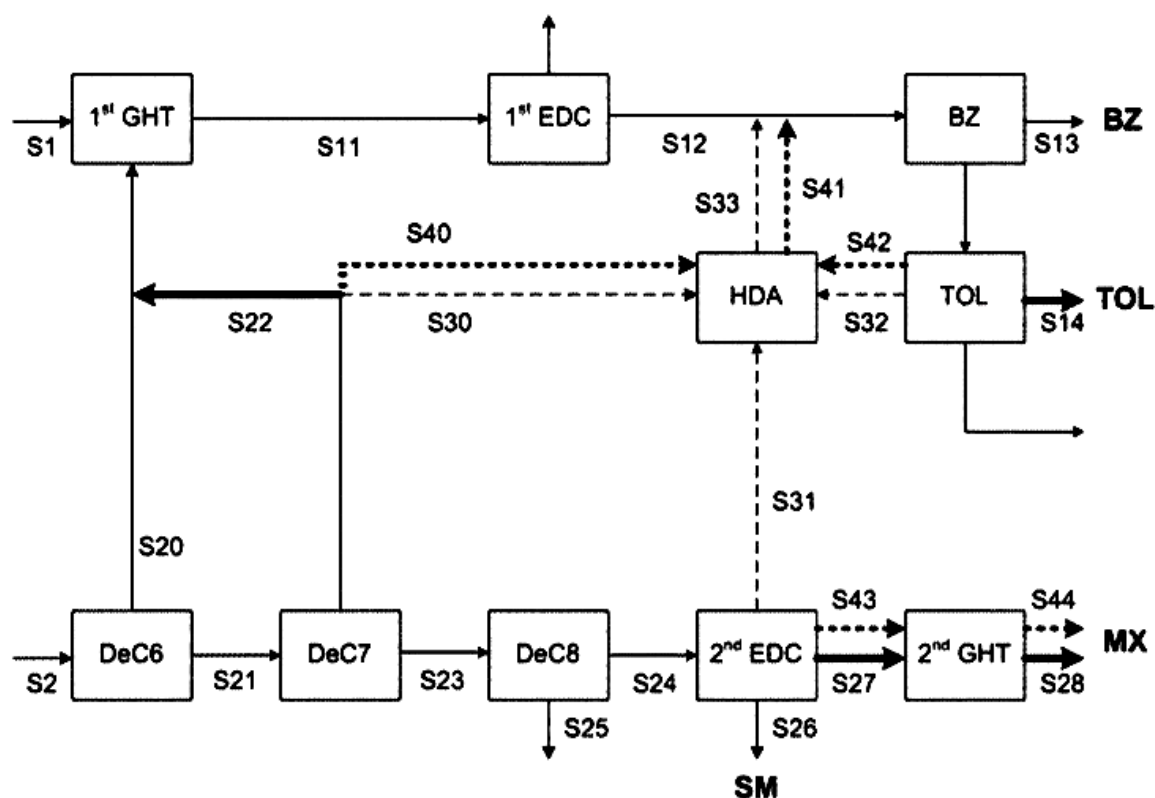 1st GHT
1st EDC
BZ
BZ
S1
S11
S12
S13
S33
S41
S40
S42
HDA
TOL
TOL
S22
S30
S32
S14
S31
S20
S43
S44
DeC6
DeC7
DeC8
2nd EDC
2nd GHT
MX
S2
S21
S23
S24
S27
S28
S25
S26
SM